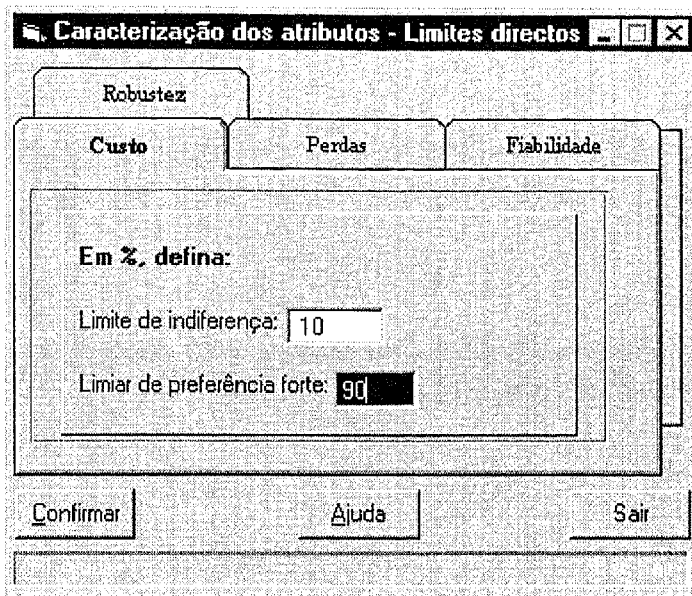 Caracterização dos atributos - Limites directos
Robustez
Custo Perdas Fiabilidade
Em %, defina:
Limite de indiferença: 10
Limiar de preferência forte: 90
Confirmar Ajuda Sair